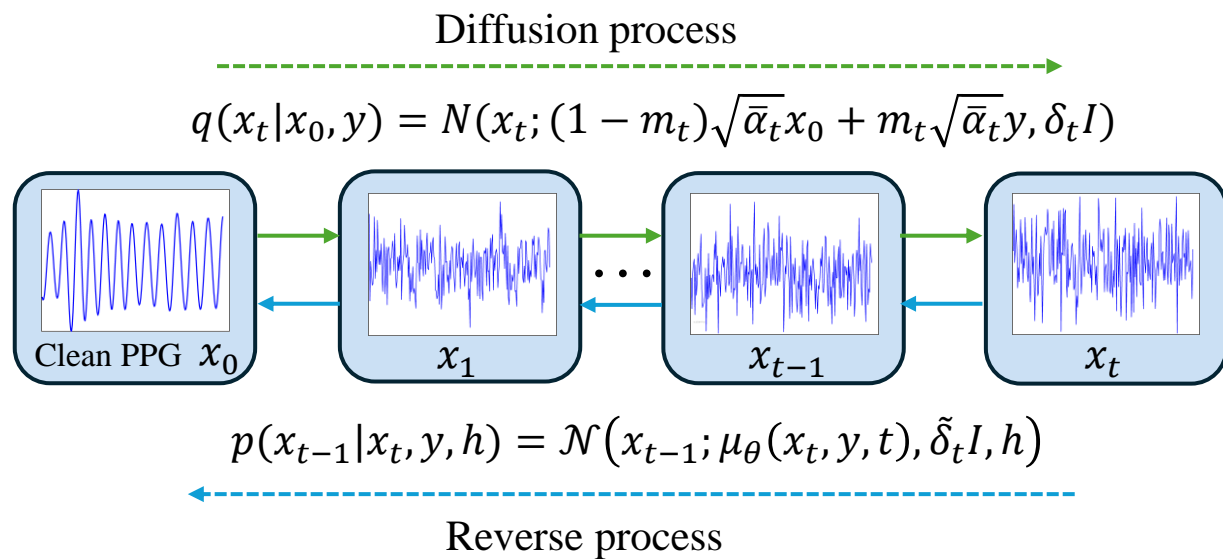 Diffusion process
q(x_t|x_0, y) = N(x_t; (1 − m_t)√ᾱ_t x_0 + m_t√ᾱ_t y, δ_t I)
Clean PPG x_0
x_1
...
x_{t−1}
x_t
p(x_{t−1}|x_t, y, h) = 𝒩(x_{t−1}; μ_θ(x_t, y, t), δ̃_t I, h)
Reverse process